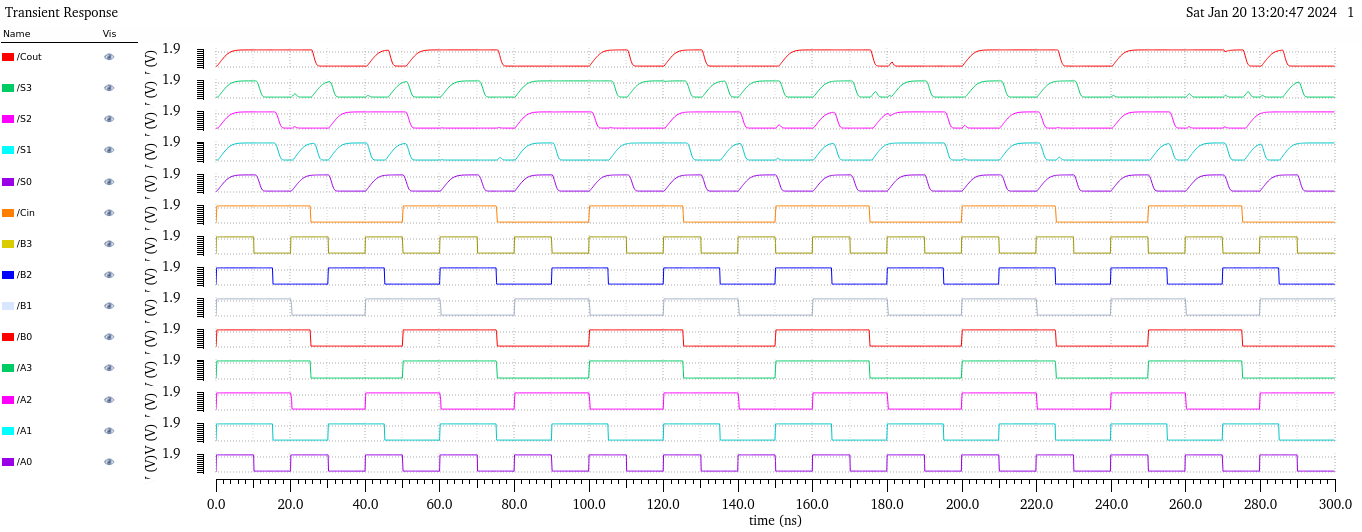 Transient Response
Sat Jan 20 13:20:47 2024 1
Name Vis
/Cout
/S3
/S2
/S1
/S0
/Cin
/B3
/B2
/B1
/B0
/A3
/A2
/A1
/A0
(V) 1.9
(V) 1.9
(V) 1.9
(V) 1.9
(V) 1.9
(V) 1.9
(V) 1.9
(V) 1.9
(V) 1.9
(V) 1.9
(V) 1.9
(V) 1.9
(V) 1.9
(V) 1.9
0.0 20.0 40.0 60.0 80.0 100.0 120.0 140.0 160.0 180.0 200.0 220.0 240.0 260.0 280.0 300.0
time (ns)